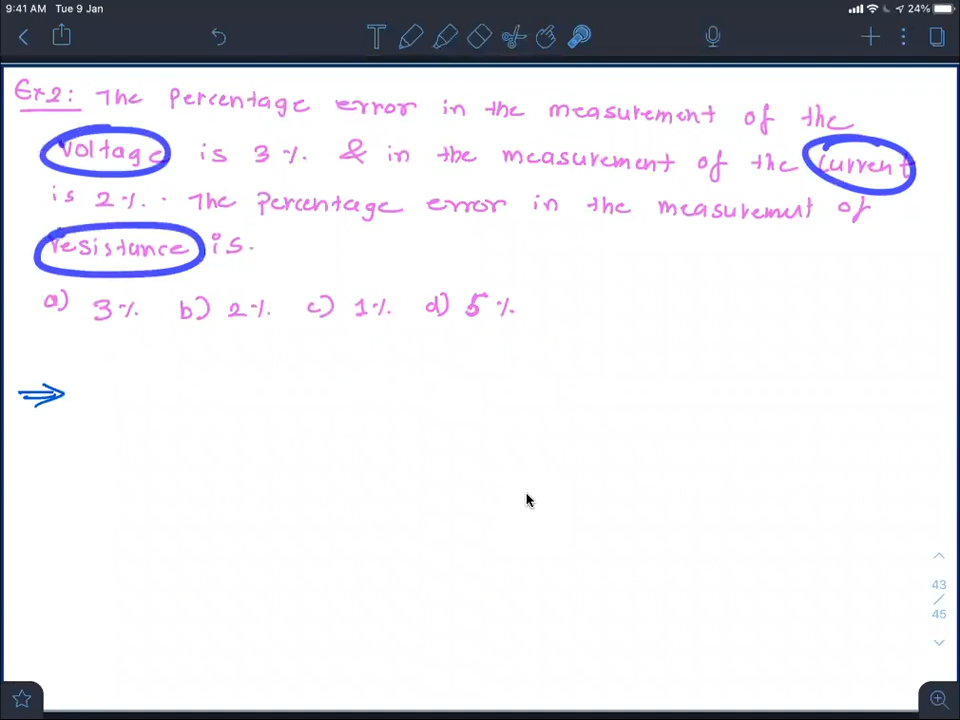 9:41 AM Tue 9 Jan
24%
Ex2: The percentage error in the measurement of the
voltage is 3 % & in the measurement of the current
is 2 %. The percentage error in the measurement of
resistance is.
a) 3 % b) 2 % c) 1 % d) 5 %
⇒
43
/
45